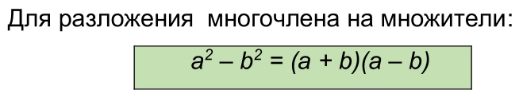 Для разложения многочлена на множители:
a² – b² = (a + b)(a – b)